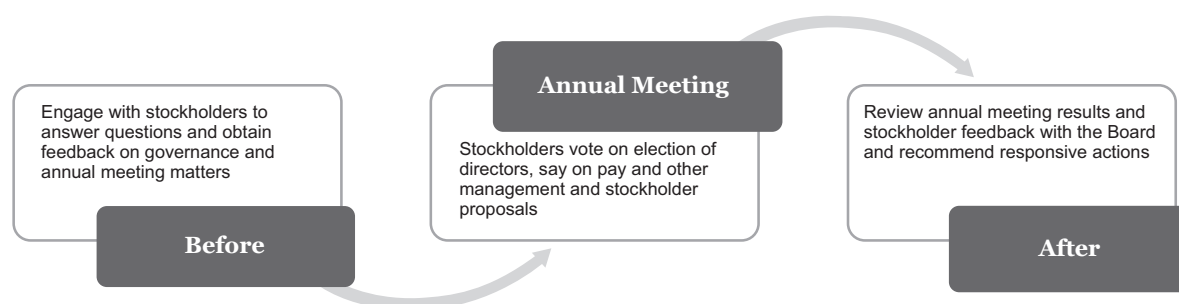 Engage with stockholders to
answer questions and obtain
feedback on governance and
annual meeting matters
Before
Annual Meeting
Stockholders vote on election of
directors, say on pay and other
management and stockholder
proposals
Review annual meeting results and
stockholder feedback with the Board
and recommend responsive actions
After